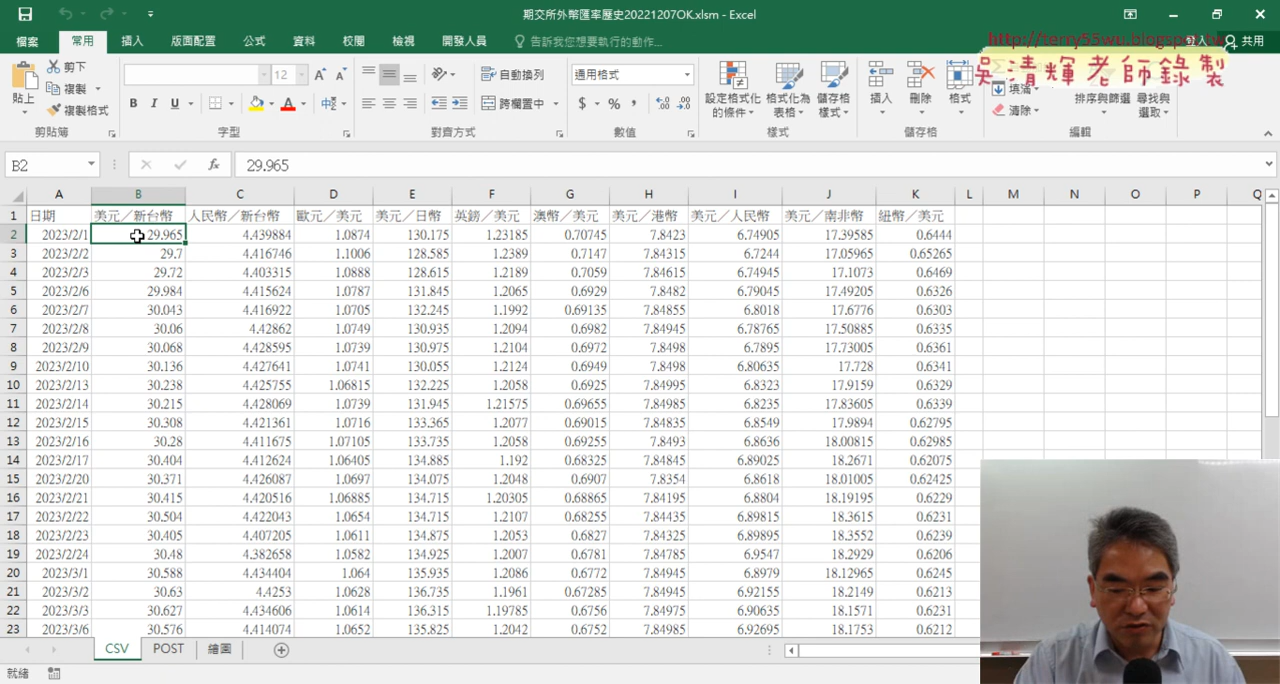 期交所外幣匯率歷史20221207OK.xlsm - Excel
檔案 常用 插入 版面配置 公式 資料 校閱 檢視 開發人員 告訴我您想要執行的動作... 登入 共用
http://terry55wu.blogspot.tw
吳清輝老師錄製
貼上 剪下 複製 複製格式 剪貼簿
12 A A B I U A 中 字型
自動換列 跨欄置中 對齊方式
通用格式 $ % , 數值
設定格式化的條件 格式化為表格 儲存格樣式 樣式
插入 刪除 格式 儲存格
填滿 清除 排序與篩選 尋找與選取 編輯
B2 fx 29.965
A B C D E F G H I J K L M N O P Q
1 日期 美元／新台幣 人民幣／新台幣 歐元／美元 美元／日幣 英鎊／美元 澳幣／美元 美元／港幣 美元／人民幣 美元／南非幣 紐幣／美元
2 2023/2/1 29.965 4.439884 1.0874 130.175 1.23185 0.70745 7.8423 6.74905 17.39585 0.6444
3 2023/2/2 29.7 4.416746 1.1006 128.585 1.2389 0.7147 7.84315 6.7244 17.05965 0.65265
4 2023/2/3 29.72 4.403315 1.0888 128.615 1.2189 0.7059 7.84615 6.74945 17.1073 0.6469
5 2023/2/6 29.984 4.415624 1.0787 131.845 1.2065 0.6929 7.8482 6.79045 17.49205 0.6326
6 2023/2/7 30.043 4.416922 1.0705 132.245 1.1992 0.69135 7.84855 6.8018 17.6776 0.6303
7 2023/2/8 30.06 4.42862 1.0749 130.935 1.2094 0.6982 7.84945 6.78765 17.50885 0.6335
8 2023/2/9 30.068 4.428595 1.0739 130.975 1.2104 0.6972 7.8498 6.7895 17.73005 0.6361
9 2023/2/10 30.136 4.427641 1.0741 130.055 1.2124 0.6949 7.8498 6.80635 17.728 0.6341
10 2023/2/13 30.238 4.425755 1.06815 132.225 1.2058 0.6925 7.84995 6.8323 17.9159 0.6329
11 2023/2/14 30.215 4.428069 1.0739 131.945 1.21575 0.69655 7.84985 6.8235 17.83605 0.6339
12 2023/2/15 30.308 4.421361 1.0716 133.365 1.2077 0.69015 7.84835 6.8549 17.9894 0.62795
13 2023/2/16 30.28 4.411675 1.07105 133.735 1.2058 0.69255 7.8493 6.8636 18.00815 0.62985
14 2023/2/17 30.404 4.412624 1.06405 134.885 1.192 0.68325 7.84845 6.89025 18.2671 0.62075
15 2023/2/20 30.371 4.426087 1.0697 134.075 1.2048 0.6907 7.8354 6.8618 18.01005 0.62425
16 2023/2/21 30.415 4.420516 1.06885 134.715 1.20305 0.68865 7.84195 6.8804 18.19195 0.6229
17 2023/2/22 30.504 4.422043 1.0654 134.715 1.2107 0.68255 7.84435 6.89815 18.3615 0.6231
18 2023/2/23 30.405 4.407205 1.0611 134.875 1.2053 0.6827 7.84325 6.89895 18.3552 0.6239
19 2023/2/24 30.48 4.382658 1.0582 134.925 1.2007 0.6781 7.84785 6.9547 18.2929 0.6206
20 2023/3/1 30.588 4.434404 1.064 135.935 1.2086 0.6772 7.84945 6.8979 18.12965 0.6245
21 2023/3/2 30.63 4.4253 1.0628 136.735 1.1961 0.67285 7.84945 6.92155 18.2149 0.6213
22 2023/3/3 30.627 4.434606 1.0614 136.315 1.19785 0.6756 7.84975 6.90635 18.1571 0.6231
23 2023/3/6 30.576 4.414074 1.0652 135.825 1.2042 0.6752 7.84985 6.92695 18.1753 0.6212
CSV POST 繪圖
就緒